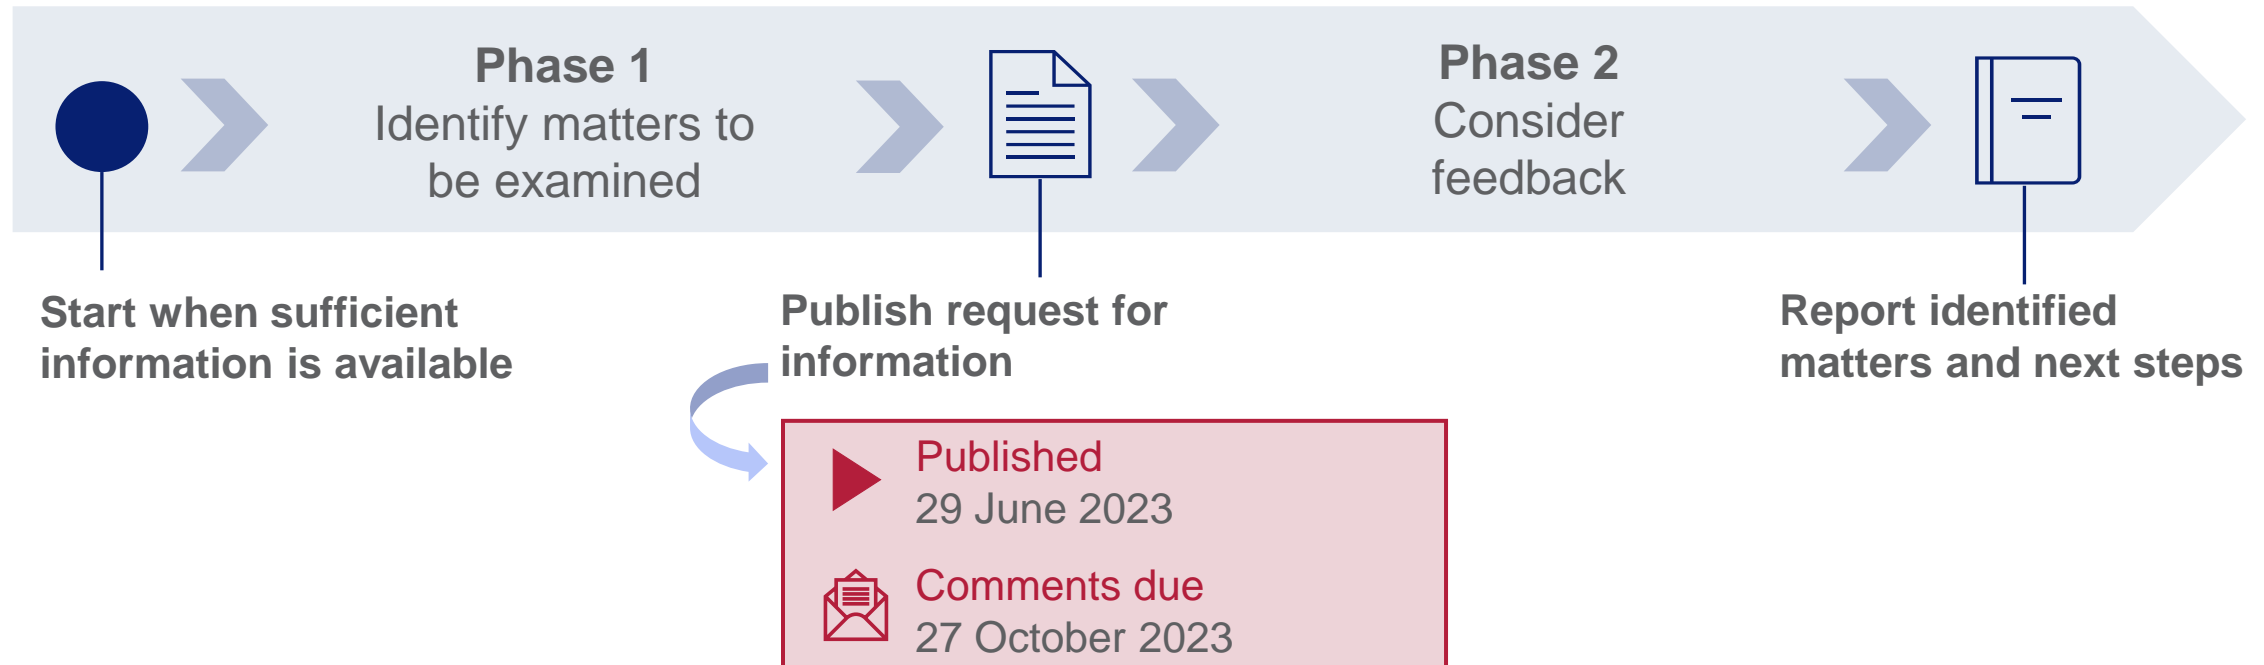 Phase 1
Identify matters to
be examined
Phase 2
Consider
feedback
Start when sufficient
information is available
Publish request for
information
Report identified
matters and next steps
Published
29 June 2023
Comments due
27 October 2023